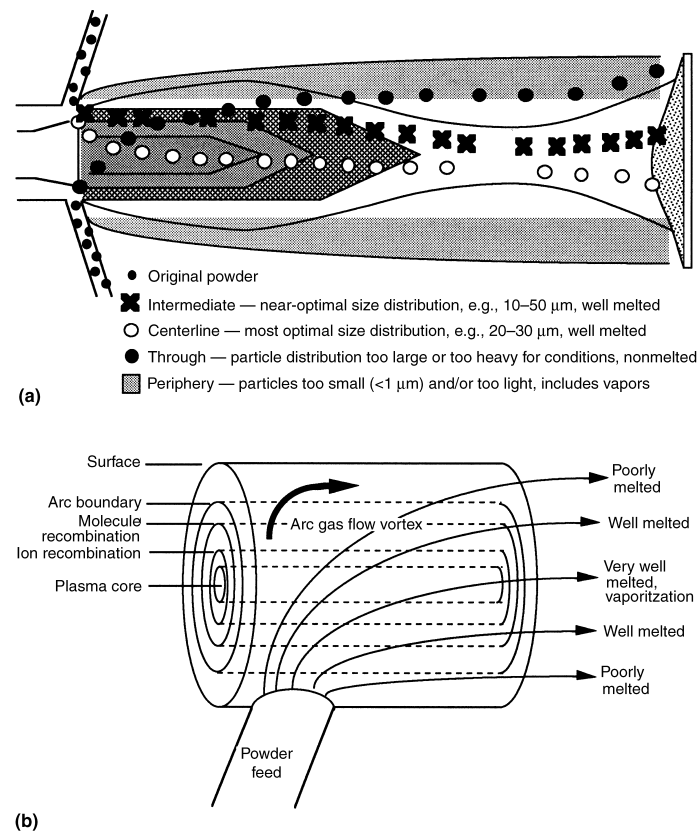 Original powder
Intermediate — near-optimal size distribution, e.g., 10–50 μm, well melted
Centerline — most optimal size distribution, e.g., 20–30 μm, well melted
Through — particle distribution too large or too heavy for conditions, nonmelted
Periphery — particles too small (<1 μm) and/or too light, includes vapors
(a)
Surface
Arc boundary
Molecule
recombination
Ion recombination
Plasma core
Arc gas flow vortex
Poorly
melted
Well melted
Very well
melted,
vaporitzation
Well melted
Poorly
melted
Powder
feed
(b)